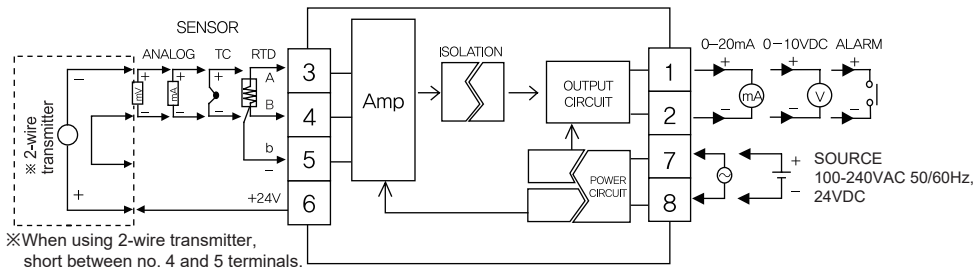 SENSOR
ANALOG TC RTD
※ 2-wire
transmitter
− + + + A
mV mA
B
− − − b
−
+
+24V
3
4
5
6
Amp
ISOLATION
OUTPUT
CIRCUIT
POWER
CIRCUIT
1
2
7
8
0–20mA 0–10VDC ALARM
+ + +
mA V
− − −
+
−
SOURCE
100-240VAC 50/60Hz,
24VDC
※When using 2-wire transmitter,
short between no. 4 and 5 terminals.